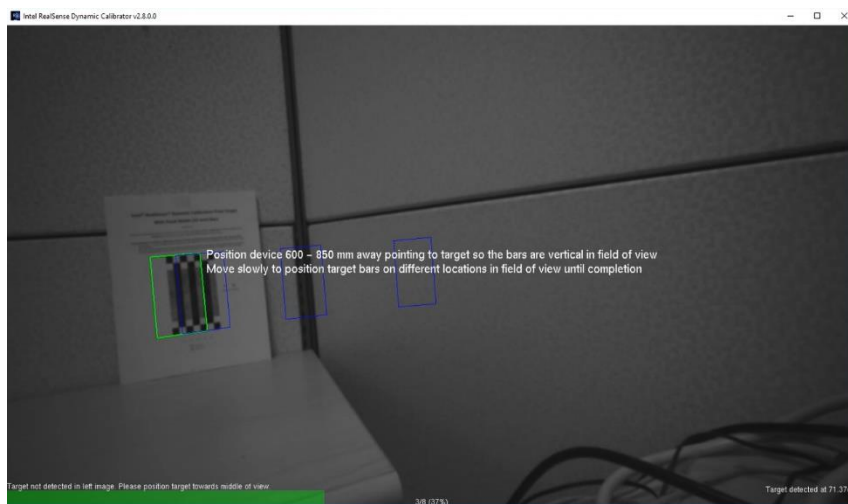 Intel RealSense Dynamic Calibrator v2.8.0.0
Position device 600 – 850 mm away pointing to target so the bars are vertical in field of view
Move slowly to position target bars on different locations in field of view until completion
Target not detected in left image. Please position target towards middle of view.
3/8 (37%)
Target detected at 71.37